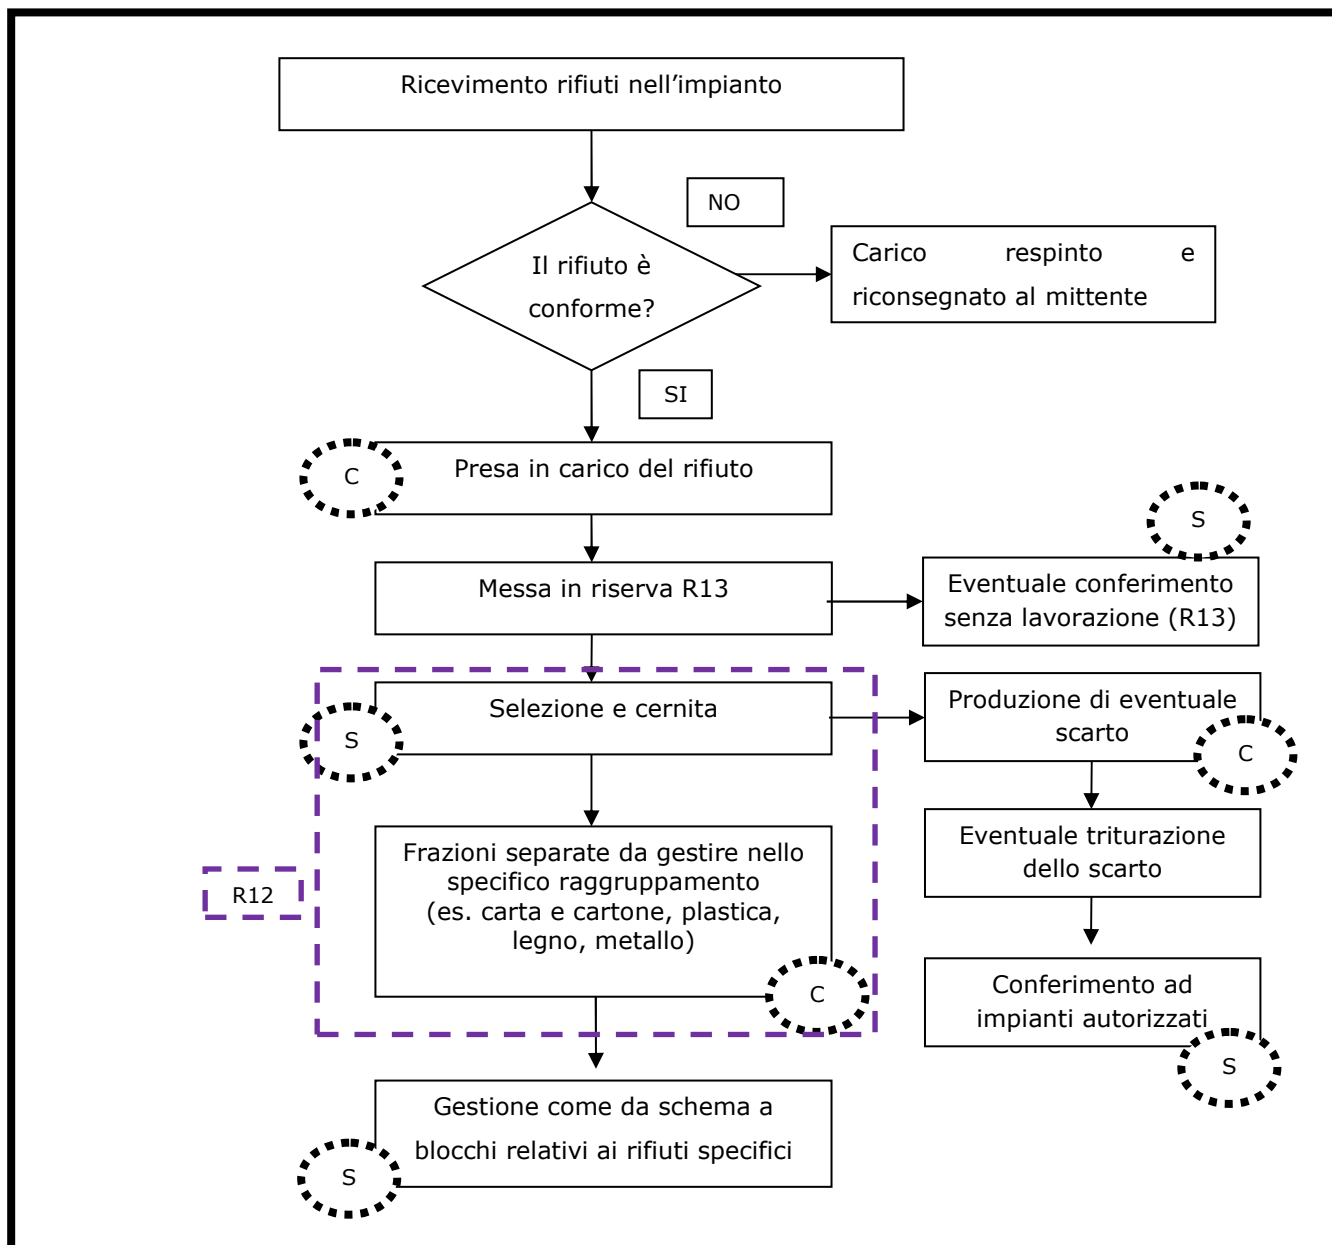 Ricevimento rifiuti nell’impianto
NO
Il rifiuto è
conforme?
Carico respinto e
riconsegnato al mittente
SI
C
Presa in carico del rifiuto
S
Messa in riserva R13
Eventuale conferimento
senza lavorazione (R13)
Selezione e cernita
S
Produzione di eventuale
scarto
C
R12
Frazioni separate da gestire nello
specifico raggruppamento
(es. carta e cartone, plastica,
legno, metallo)
C
Eventuale triturazione
dello scarto
Conferimento ad
impianti autorizzati
S
Gestione come da schema a
blocchi relativi ai rifiuti specifici
S